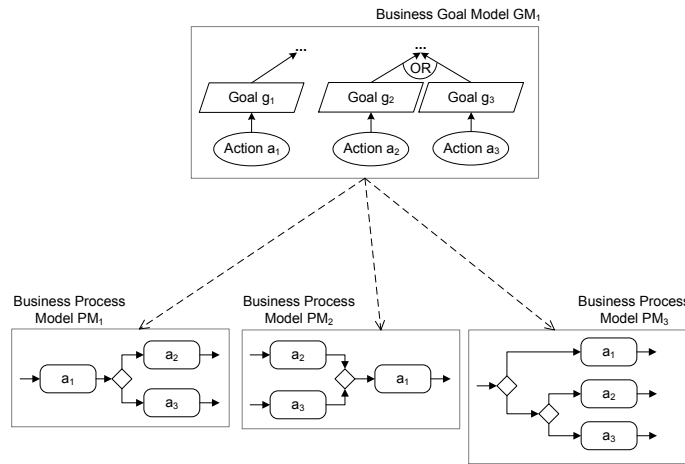 Business Goal Model GM₁
... ...
OR
Goal g₁ Goal g₂ Goal g₃
Action a₁ Action a₂ Action a₃
Business Process
Model PM₁
a₁
a₂
a₃
Business Process
Model PM₂
a₂
a₃
a₁
Business Process
Model PM₃
a₁
a₂
a₃